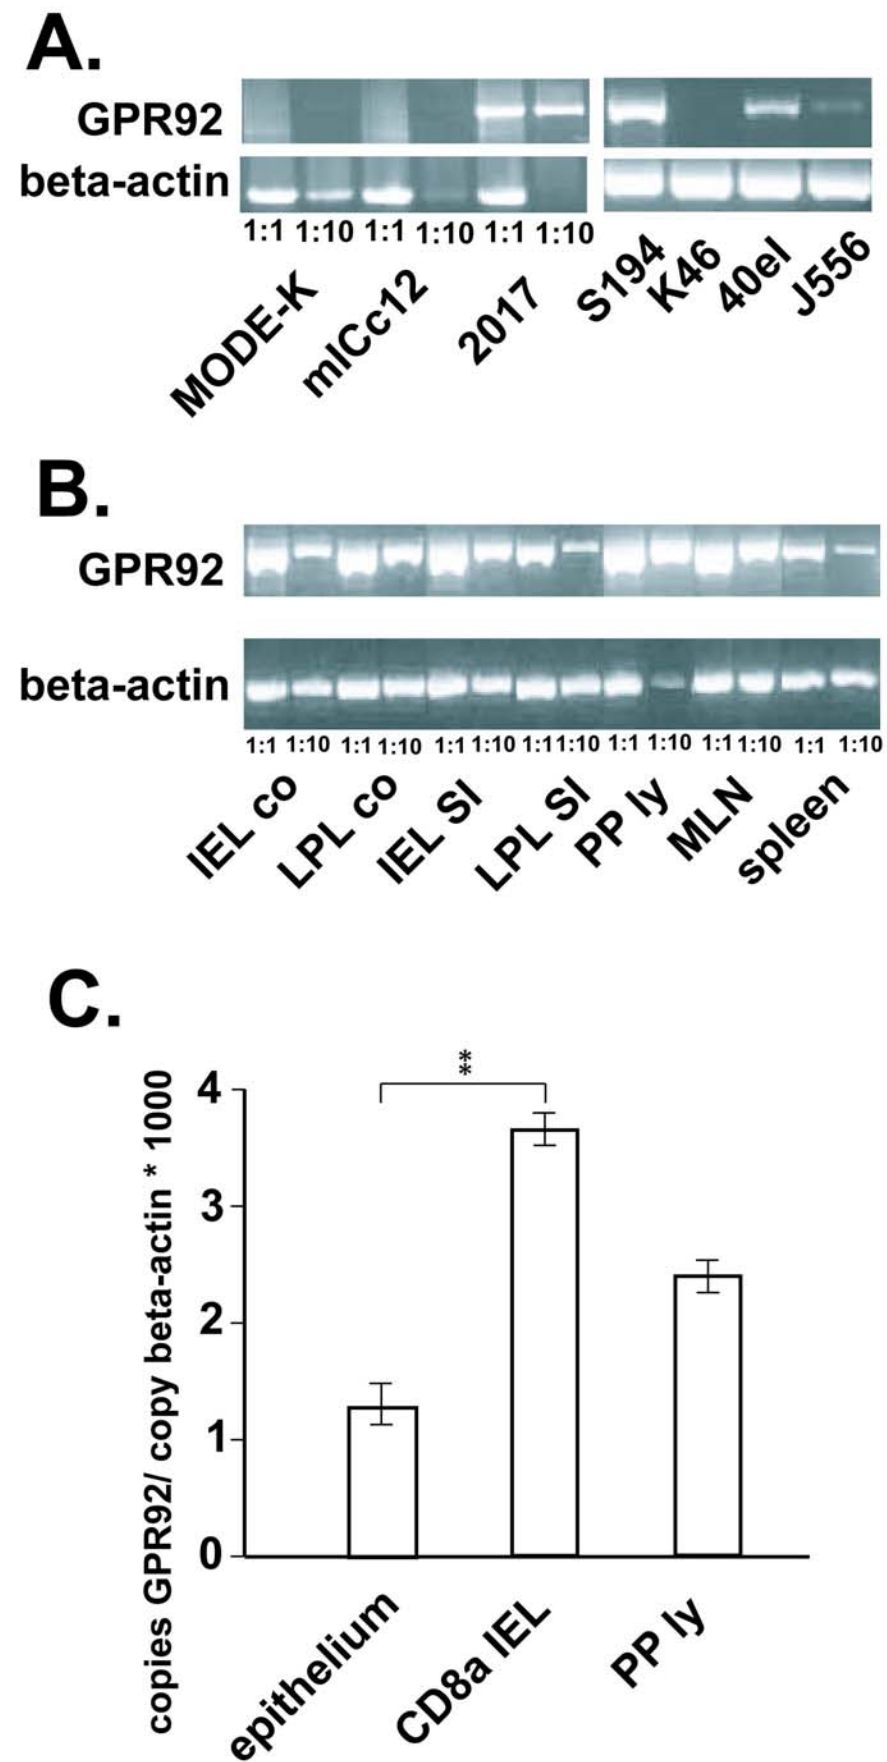 A.
GPR92
beta-actin
1:1 1:10 1:1 1:10 1:1 1:10
MODE-K mICc12 2017 S194 K46 40el J556
B.
GPR92
beta-actin
1:1 1:10 1:1 1:10 1:1 1:10 1:1 1:10 1:1 1:10 1:1 1:10 1:1 1:10
IEL co LPL co IEL SI LPL SI PP ly MLN spleen
C.
copies GPR92/ copy beta-actin * 1000
**
4
3
2
1
0
epithelium CD8a IEL PP ly